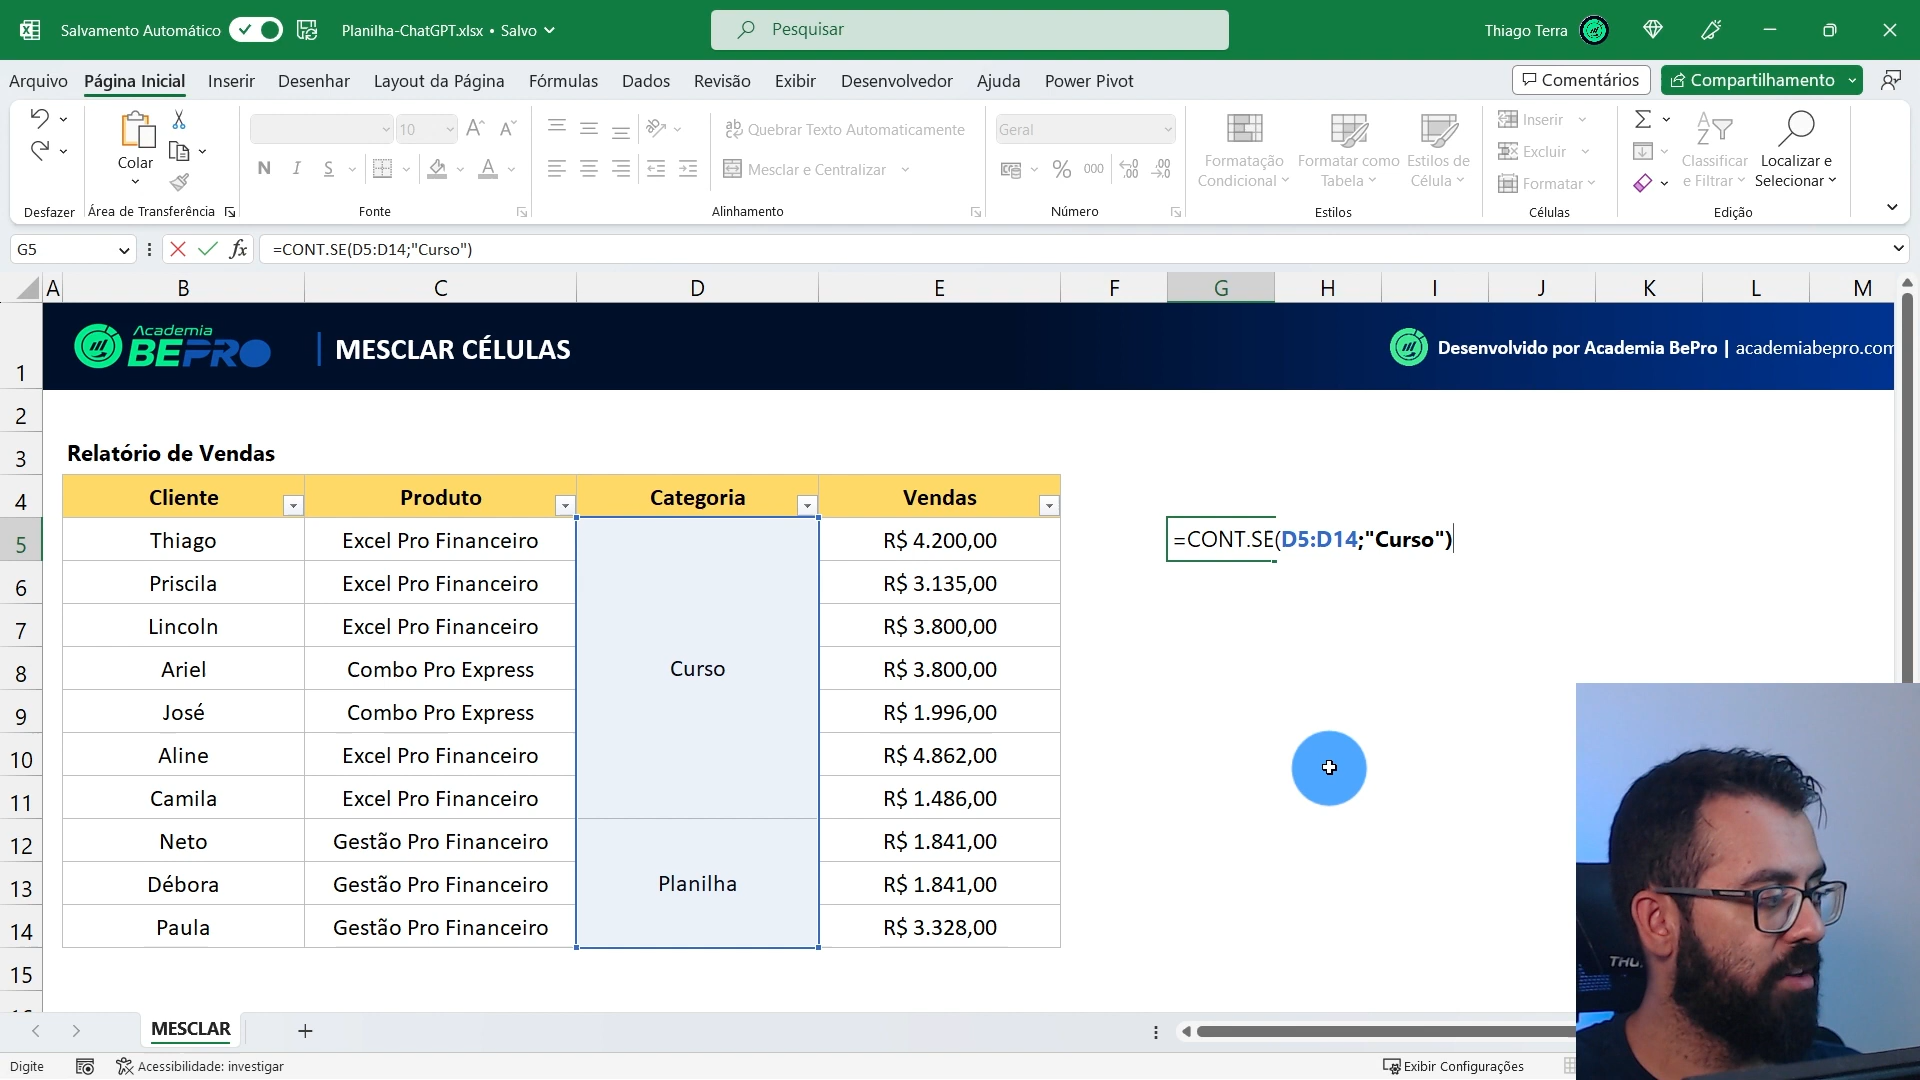 Salvamento Automático
Planilha-ChatGPT.xlsx • Salvo
Pesquisar
Thiago Terra
Arquivo
Página Inicial
Inserir
Desenhar
Layout da Página
Fórmulas
Dados
Revisão
Exibir
Desenvolvedor
Ajuda
Power Pivot
Comentários
Compartilhamento
Colar
10
Quebrar Texto Automaticamente
Geral
N I S
A
Mesclar e Centralizar
% 000
Formatação Condicional
Formatar como Tabela
Estilos de Célula
Inserir
Excluir
Formatar
Classificar e Filtrar
Localizar e Selecionar
Desfazer
Área de Transferência
Fonte
Alinhamento
Número
Estilos
Células
Edição
G5
fx
=CONT.SE(D5:D14;"Curso")
A B C D E F G H I J K L M
1
Academia
BEPRO
MESCLAR CÉLULAS
Desenvolvido por Academia BePro | academiabepro.com
2
3 Relatório de Vendas
4 Cliente Produto Categoria Vendas
5 Thiago Excel Pro Financeiro R$ 4.200,00 =CONT.SE(D5:D14;"Curso")
6 Priscila Excel Pro Financeiro R$ 3.135,00
7 Lincoln Excel Pro Financeiro R$ 3.800,00
8 Ariel Combo Pro Express Curso R$ 3.800,00
9 José Combo Pro Express R$ 1.996,00
10 Aline Excel Pro Financeiro R$ 4.862,00
11 Camila Excel Pro Financeiro R$ 1.486,00
12 Neto Gestão Pro Financeiro R$ 1.841,00
13 Débora Gestão Pro Financeiro Planilha R$ 1.841,00
14 Paula Gestão Pro Financeiro R$ 3.328,00
15
MESCLAR
Digite
Acessibilidade: investigar
Exibir Configurações